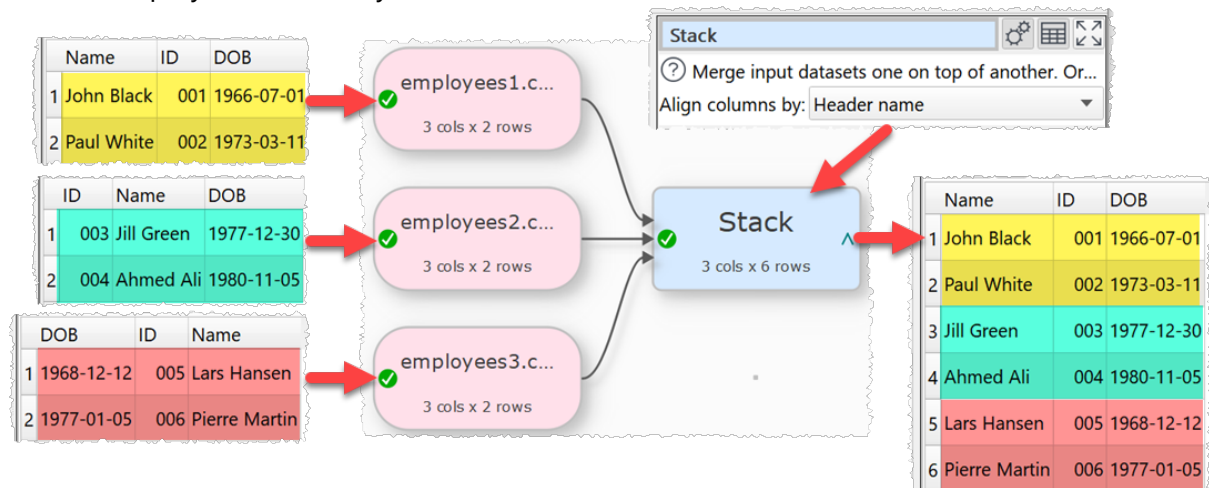 Stack
Merge input datasets one on top of another. Or...
Align columns by: Header name
Name ID DOB
1 John Black 001 1966-07-01
2 Paul White 002 1973-03-11
employees1.c...
3 cols x 2 rows
ID Name DOB
1 003 Jill Green 1977-12-30
2 004 Ahmed Ali 1980-11-05
employees2.c...
3 cols x 2 rows
DOB ID Name
1 1968-12-12 005 Lars Hansen
2 1977-01-05 006 Pierre Martin
employees3.c...
3 cols x 2 rows
Stack
3 cols x 6 rows
Name ID DOB
1 John Black 001 1966-07-01
2 Paul White 002 1973-03-11
3 Jill Green 003 1977-12-30
4 Ahmed Ali 004 1980-11-05
5 Lars Hansen 005 1968-12-12
6 Pierre Martin 006 1977-01-05